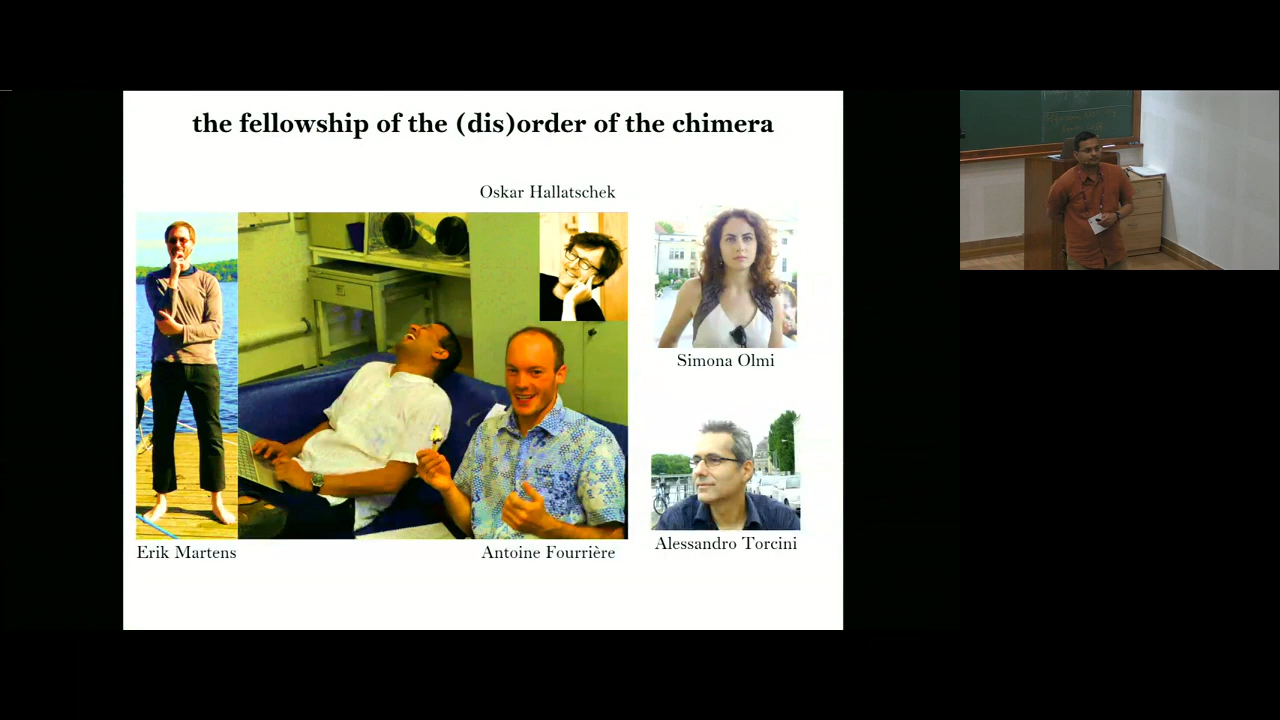 the fellowship of the (dis)order of the chimera
Oskar Hallatschek
Simona Olmi
Erik Martens
Antoine Fourrière
Alessandro Torcini